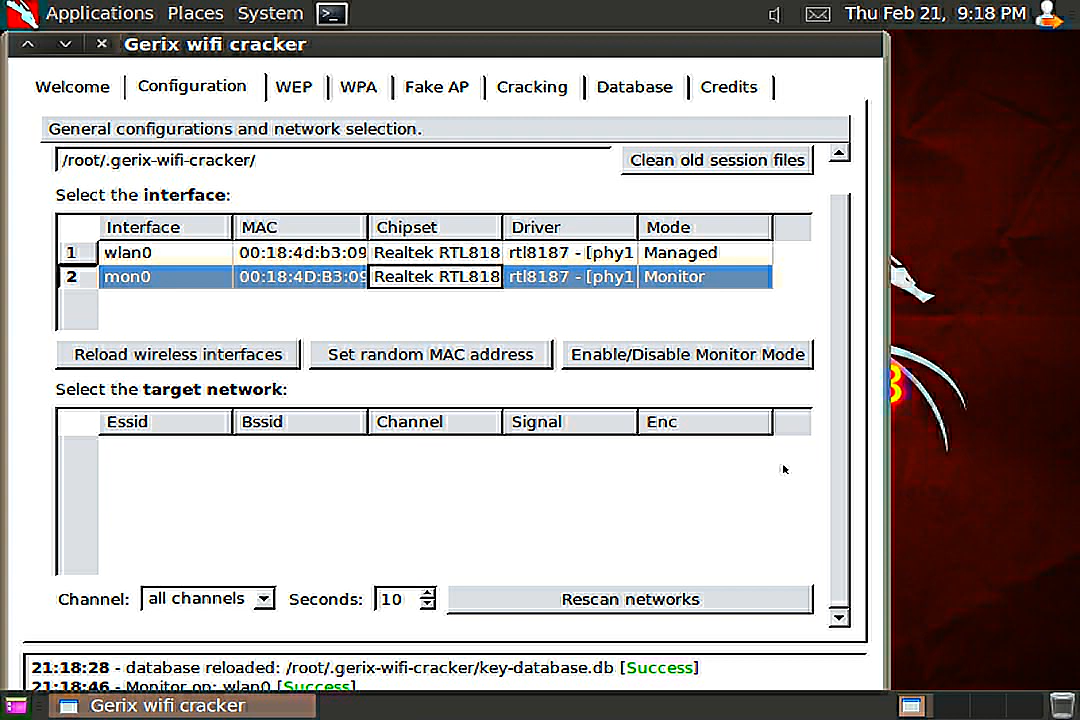 Applications Places System Thu Feb 21, 9:18 PM
Gerix wifi cracker
Welcome Configuration WEP WPA Fake AP Cracking Database Credits
General configurations and network selection.
/root/.gerix-wifi-cracker/ Clean old session files
Select the interface:
Interface MAC Chipset Driver Mode
1 wlan0 00:18:4d:b3:09 Realtek RTL818 rtl8187 - [phy1 Managed
2 mon0 00:18:4D:B3:09 Realtek RTL818 rtl8187 - [phy1 Monitor
Reload wireless interfaces Set random MAC address Enable/Disable Monitor Mode
Select the target network:
Essid Bssid Channel Signal Enc
Channel: all channels Seconds: 10 Rescan networks
21:18:28 - database reloaded: /root/.gerix-wifi-cracker/key-database.db [Success]
21:18:46 - Monitor on: wlan0 [Success]
Gerix wifi cracker